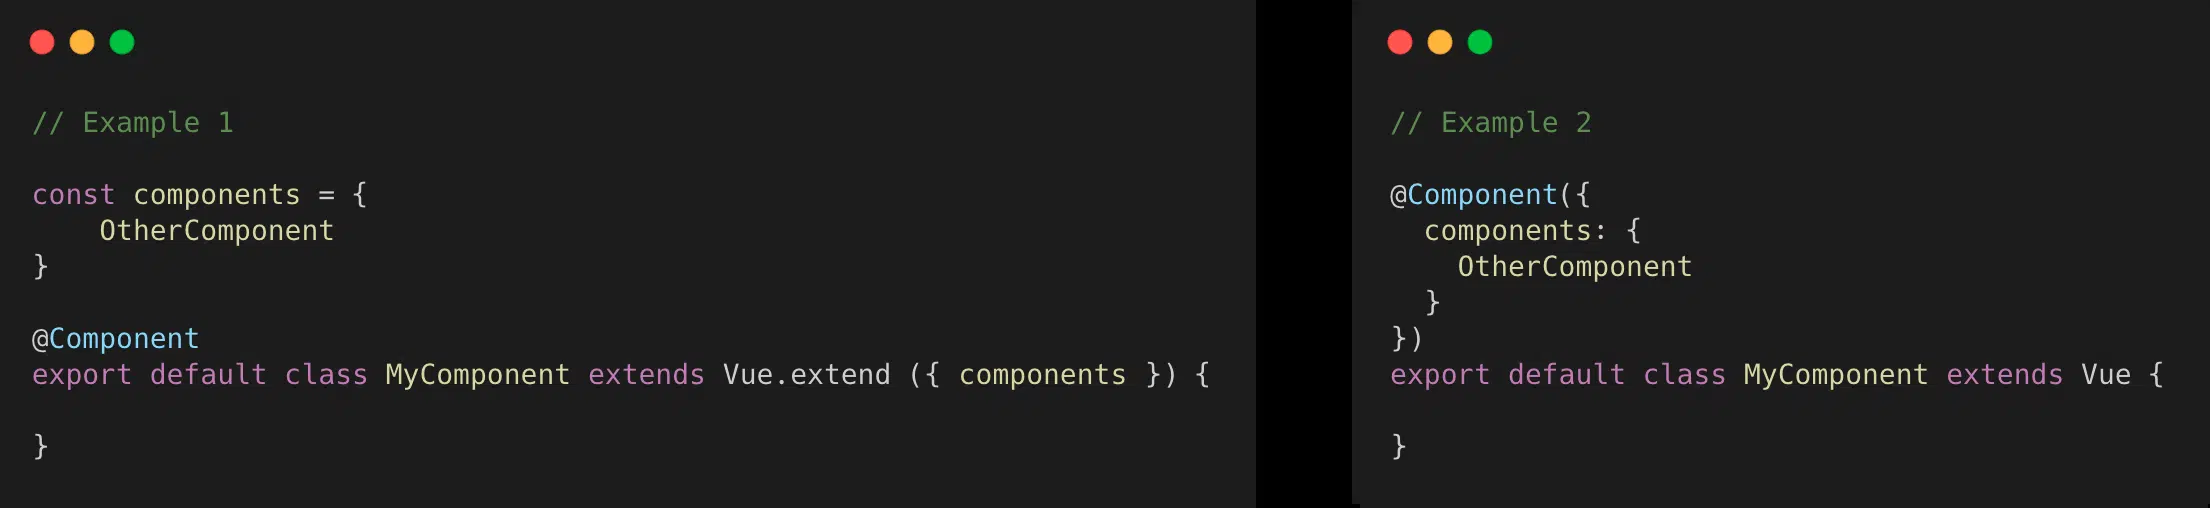 // Example 1
const components = {
    OtherComponent
}
@Component
export default class MyComponent extends Vue.extend ({ components }) {
}
// Example 2
@Component({
  components: {
    OtherComponent
  }
})
export default class MyComponent extends Vue {
}